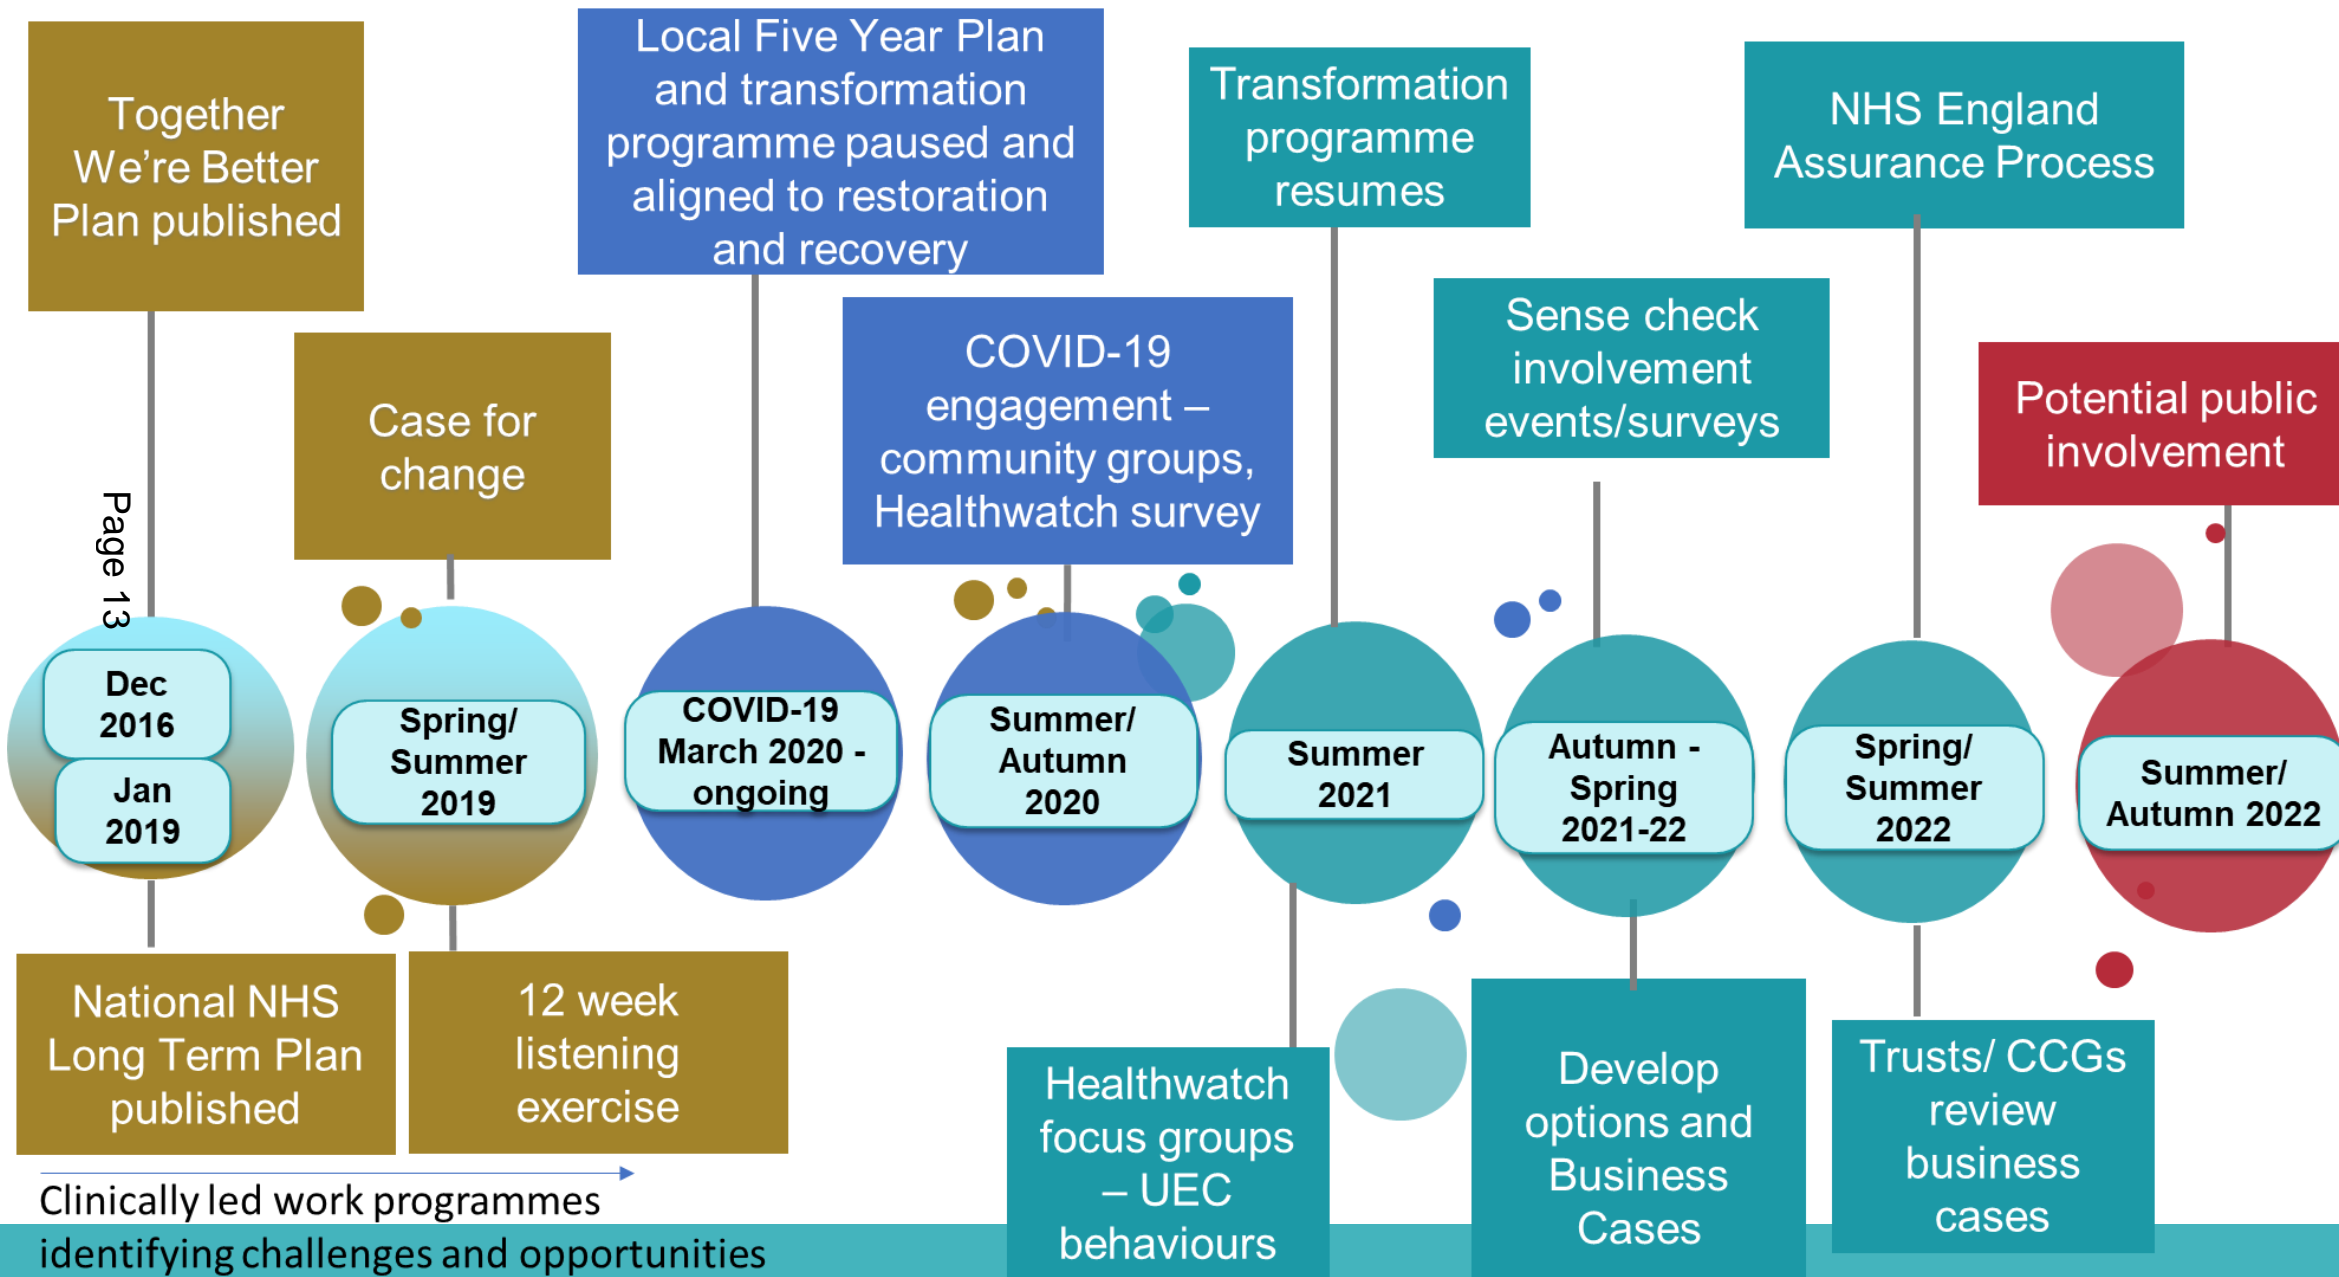 Together
We’re Better
Plan published
Case for
change
Local Five Year Plan
and transformation
programme paused and
aligned to restoration
and recovery
COVID-19
engagement –
community groups,
Healthwatch survey
Transformation
programme
resumes
Sense check
involvement
events/surveys
NHS England
Assurance Process
Potential public
involvement
Page 13
Dec
2016
Jan
2019
Spring/
Summer
2019
COVID-19
March 2020 -
ongoing
Summer/
Autumn
2020
Summer
2021
Autumn -
Spring
2021-22
Spring/
Summer
2022
Summer/
Autumn 2022
National NHS
Long Term Plan
published
12 week
listening
exercise
Healthwatch
focus groups
– UEC
behaviours
Develop
options and
Business
Cases
Trusts/ CCGs
review
business
cases
Clinically led work programmes
identifying challenges and opportunities